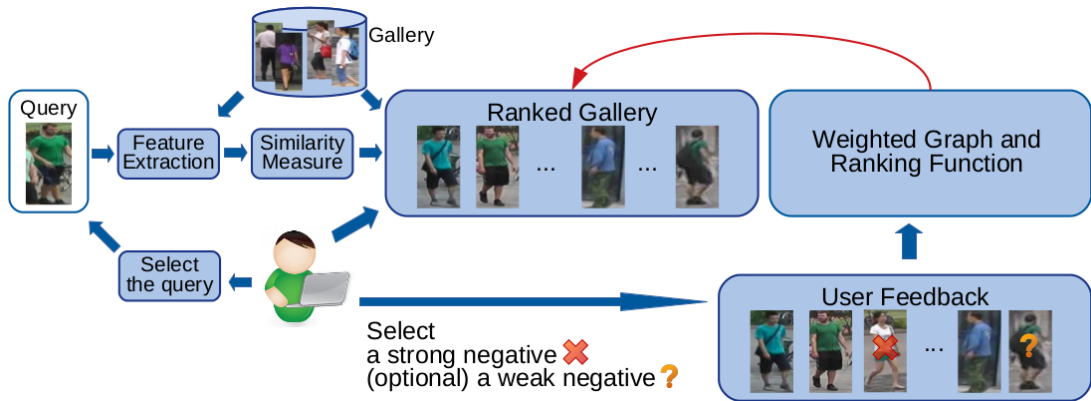 Gallery
Query
Feature
Extraction
Similarity
Measure
Ranked Gallery
...
...
Weighted Graph and
Ranking Function
Select
the query
Select
a strong negative
(optional) a weak negative ?
User Feedback
...
?